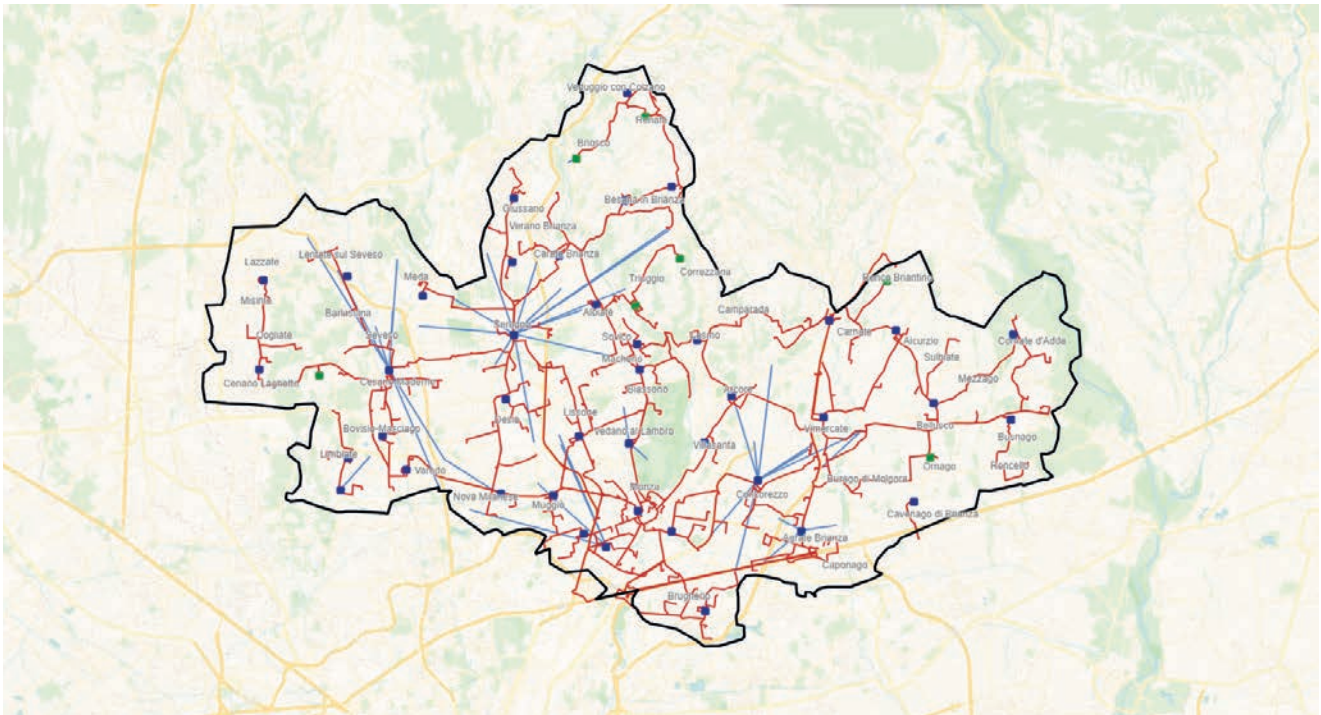 Veduggio con Colzano
Renate
Briosco
Besana in Brianza
Giussano
Verano Brianza
Carate Brianza
Lentate sul Seveso
Lazzate
Meda
Triuggio
Correzzana
Ronco Briantino
Misinto
Barlassina
Albiate
Camparada
Cogliate
Seveso
Seregno
Sovico
Lesmo
Carnate
Aicurzio
Cornate d'Adda
Macherio
Sulbiate
Ceriano Laghetto
Cesano Maderno
Biassono
Arcore
Mezzago
Desio
Lissone
Bovisio-Masciago
Vedano al Lambro
Villasanta
Vimercate
Bellusco
Busnago
Limbiate
Varedo
Ornago
Roncello
Burago di Molgora
Nova Milanese
Muggiò
Monza
Concorezzo
Cavenago di Brianza
Agrate Brianza
Caponago
Brugherio